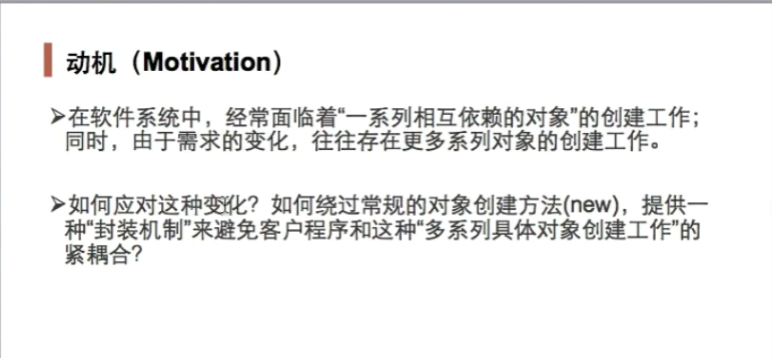 动机（Motivation）
➢在软件系统中，经常面临着“一系列相互依赖的对象”的创建工作；
同时，由于需求的变化，往往存在更多系列对象的创建工作。
➢如何应对这种变化？如何绕过常规的对象创建方法(new)，提供一
种“封装机制”来避免客户程序和这种“多系列具体对象创建工作”的
紧耦合？